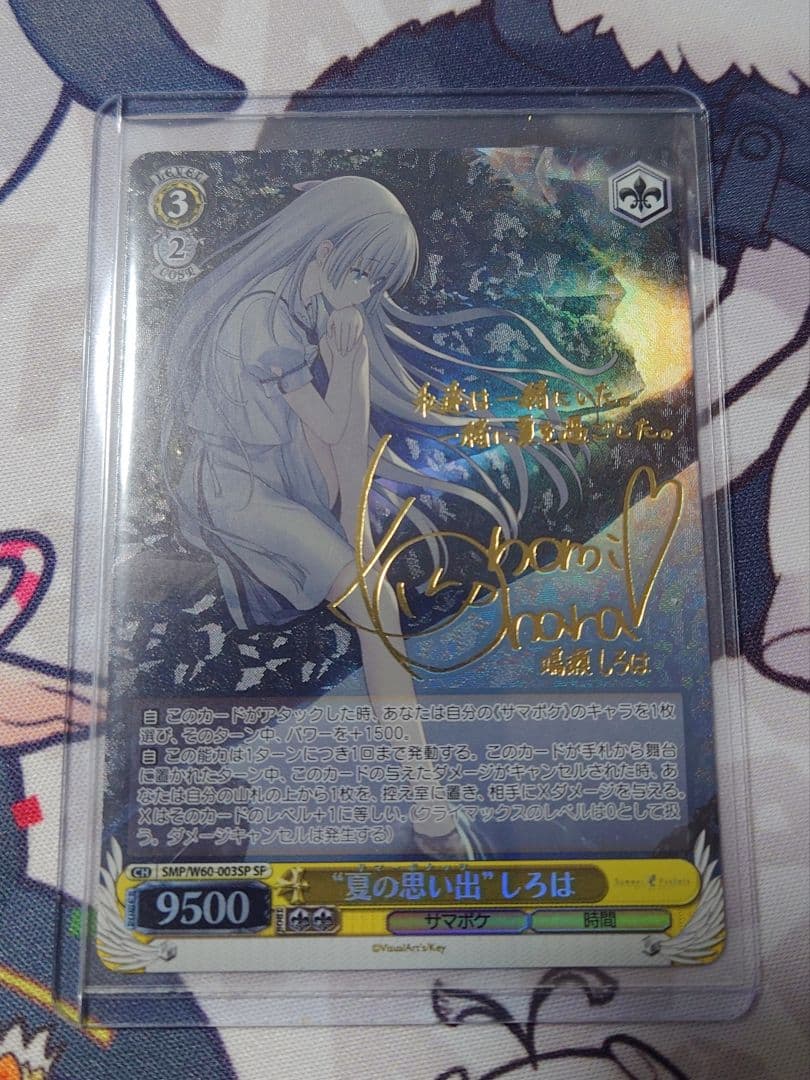 LEVEL
3
2
COST
私達は一緒にいた。
一緒に夏を過ごした。
Konomi
Kohara
鳴瀬しろは
自 このカードがアタックした時、あなたは自分の《サマポケ》のキャラを1枚
選び、そのターン中、パワーを+1500。
自 この能力は1ターンにつき1回まで発動する。このカードが手札から舞台
に置かれたターン中、このカードの与えたダメージがキャンセルされた時、あ
なたは自分の山札の上から1枚を、控え室に置き、相手にXダメージを与える。
Xはそのカードのレベル+1に等しい。(クライマックスのレベルは0として扱
う。ダメージキャンセルは発生する)
CH SMP/W60-003SP SP
"夏の思い出"しろは
Summer Pockets
POWER
9500
サマポケ
時間
©VisualArt's/Key